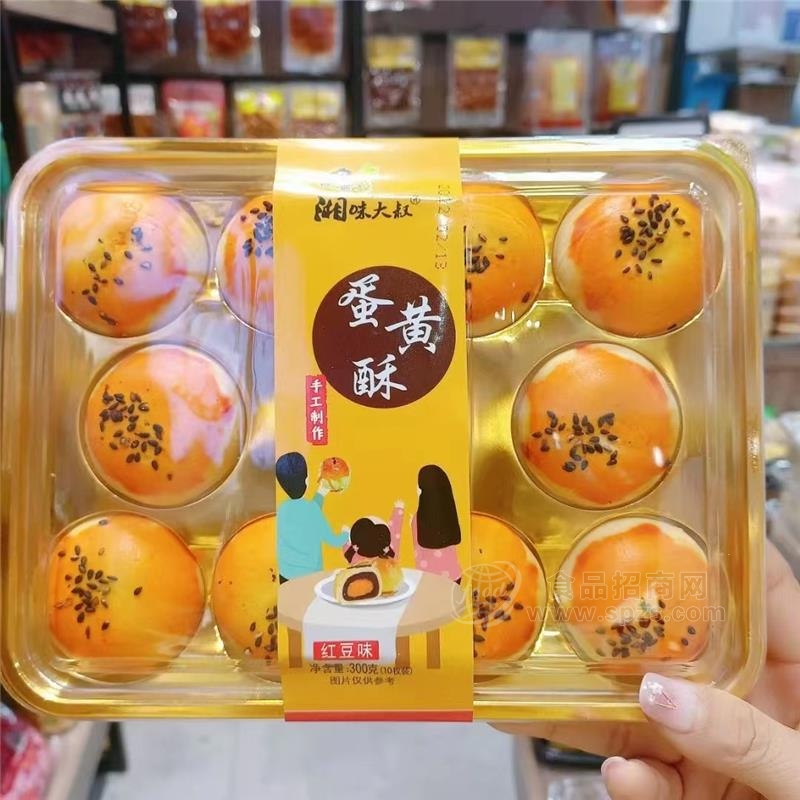 湘味大叔®
蛋黄酥
手工制作
红豆味
净含量:300克(10枚装)
图片仅供参考
食品招商网
www.spzs.com